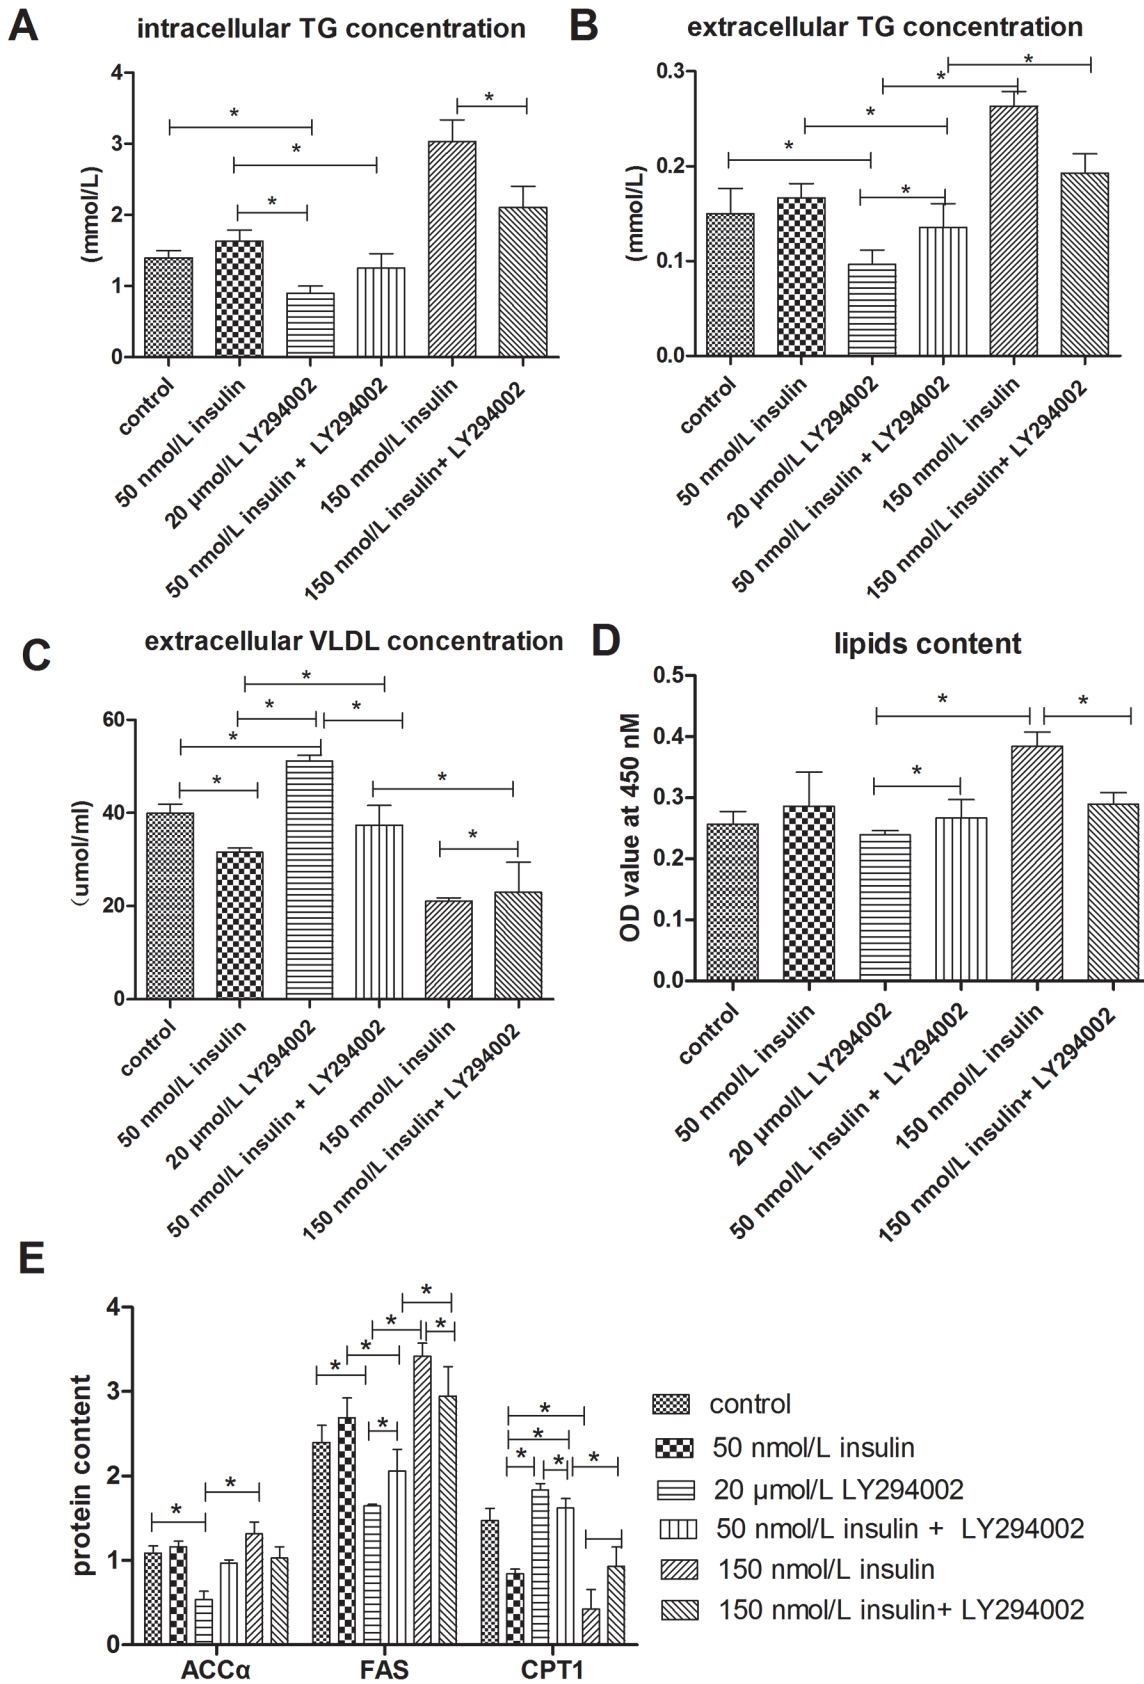 A
intracellular TG concentration
(mmol/L)
4
3
2
1
0
*
*
*
*
control
50 nmol/L insulin
20 μmol/L LY294002
50 nmol/L insulin + LY294002
150 nmol/L insulin
150 nmol/L insulin+ LY294002
B
extracellular TG concentration
(mmol/L)
0.3
0.2
0.1
0.0
*
*
*
*
*
control
50 nmol/L insulin
20 μmol/L LY294002
50 nmol/L insulin + LY294002
150 nmol/L insulin
150 nmol/L insulin+ LY294002
C
extracellular VLDL concentration
(umol/ml)
60
40
20
0
*
*
*
*
*
*
*
control
50 nmol/L insulin
20 μmol/L LY294002
50 nmol/L insulin + LY294002
150 nmol/L insulin
150 nmol/L insulin+ LY294002
D
lipids content
OD value at 450 nM
0.5
0.4
0.3
0.2
0.1
0.0
*
*
*
control
50 nmol/L insulin
20 μmol/L LY294002
50 nmol/L insulin + LY294002
150 nmol/L insulin
150 nmol/L insulin+ LY294002
E
protein content
4
3
2
1
0
*
*
*
*
*
*
*
*
*
*
*
*
*
ACCα
FAS
CPT1
control
50 nmol/L insulin
20 μmol/L LY294002
50 nmol/L insulin + LY294002
150 nmol/L insulin
150 nmol/L insulin+ LY294002